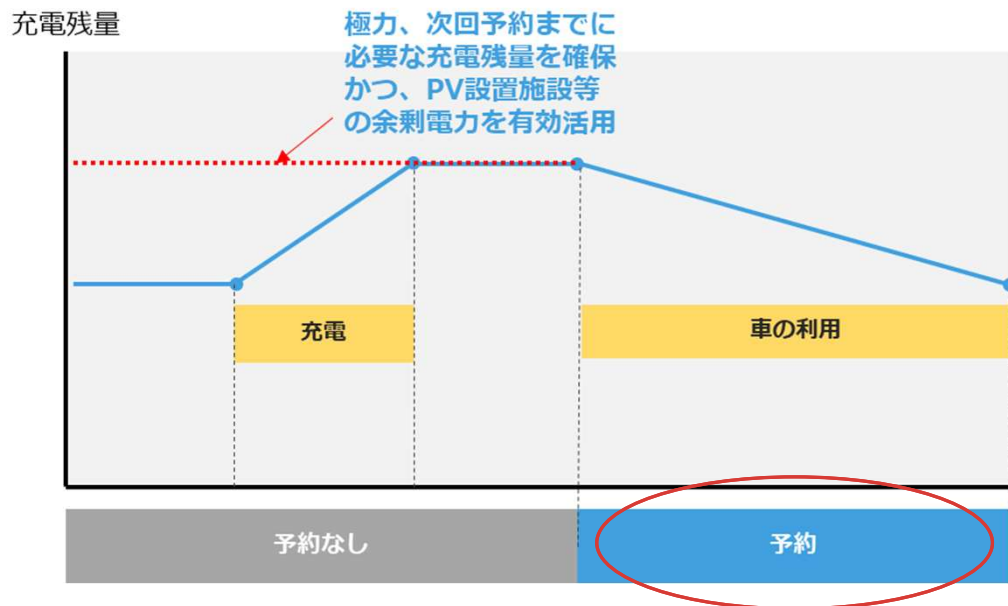 充電残量
極力、次回予約までに
必要な充電残量を確保
かつ、PV設置施設等
の余剰電力を有効活用
充電
車の利用
予約なし
予約